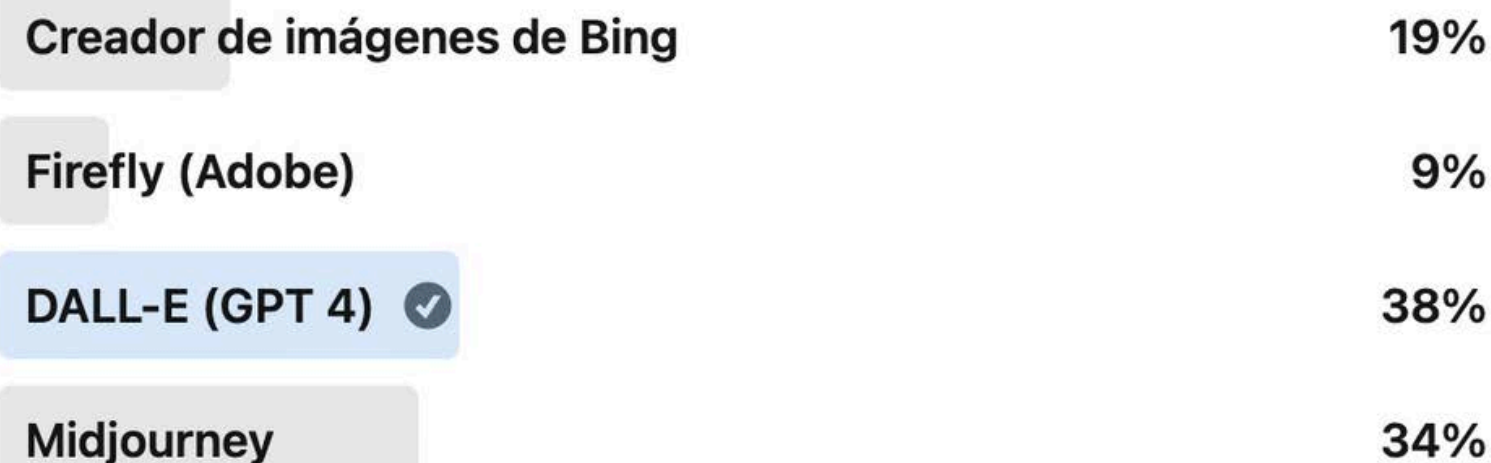 Creador de imágenes de Bing 19%
Firefly (Adobe) 9%
DALL-E (GPT 4) 38%
Midjourney 34%